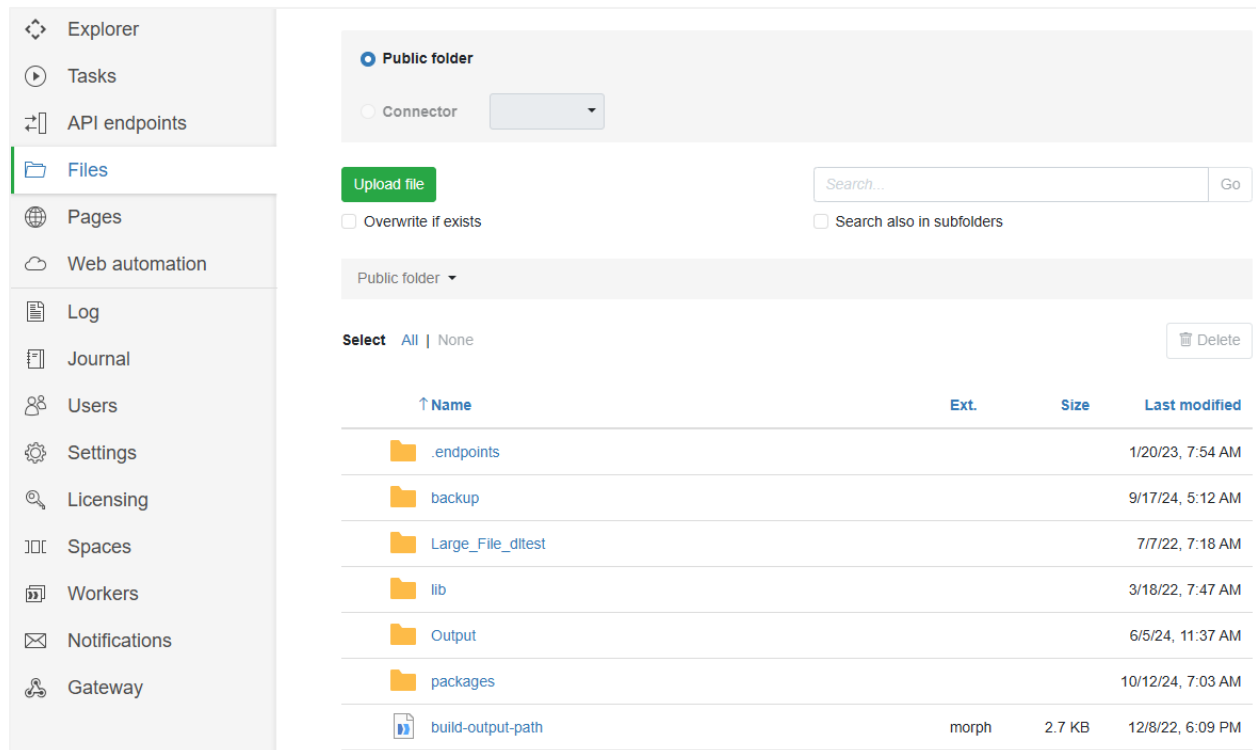 Explorer
Tasks
API endpoints
Files
Pages
Web automation
Log
Journal
Users
Settings
Licensing
Spaces
Workers
Notifications
Gateway
Public folder
Connector
Upload file
Search...
Go
Overwrite if exists
Search also in subfolders
Public folder
Select All | None
Delete
↑ Name Ext. Size Last modified
.endpoints 1/20/23, 7:54 AM
backup 9/17/24, 5:12 AM
Large_File_dltest 7/7/22, 7:18 AM
lib 3/18/22, 7:47 AM
Output 6/5/24, 11:37 AM
packages 10/12/24, 7:03 AM
build-output-path morph 2.7 KB 12/8/22, 6:09 PM